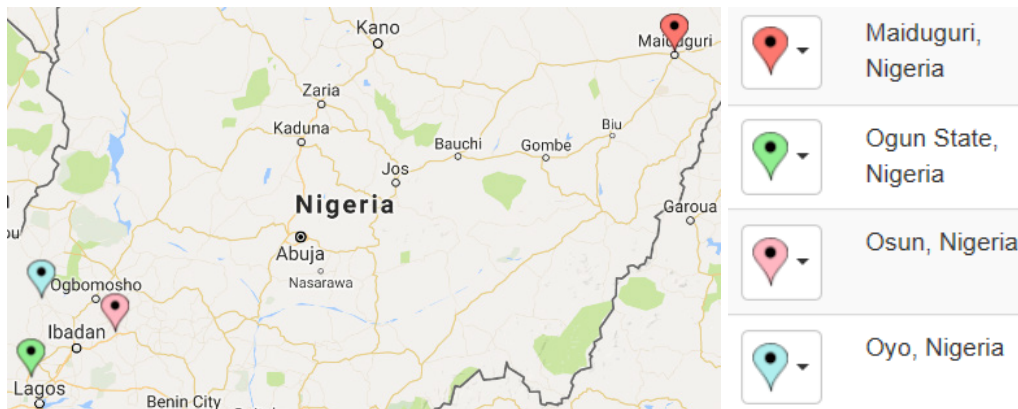 Kano
Maiduguri
Zaria
Kaduna
Biu
Bauchi
Gombe
Jos
Nigeria
Garoua
Abuja
Nasarawa
Ogbomosho
Ibadan
Lagos
Benin City
Maiduguri,
Nigeria
Ogun State,
Nigeria
Osun, Nigeria
Oyo, Nigeria